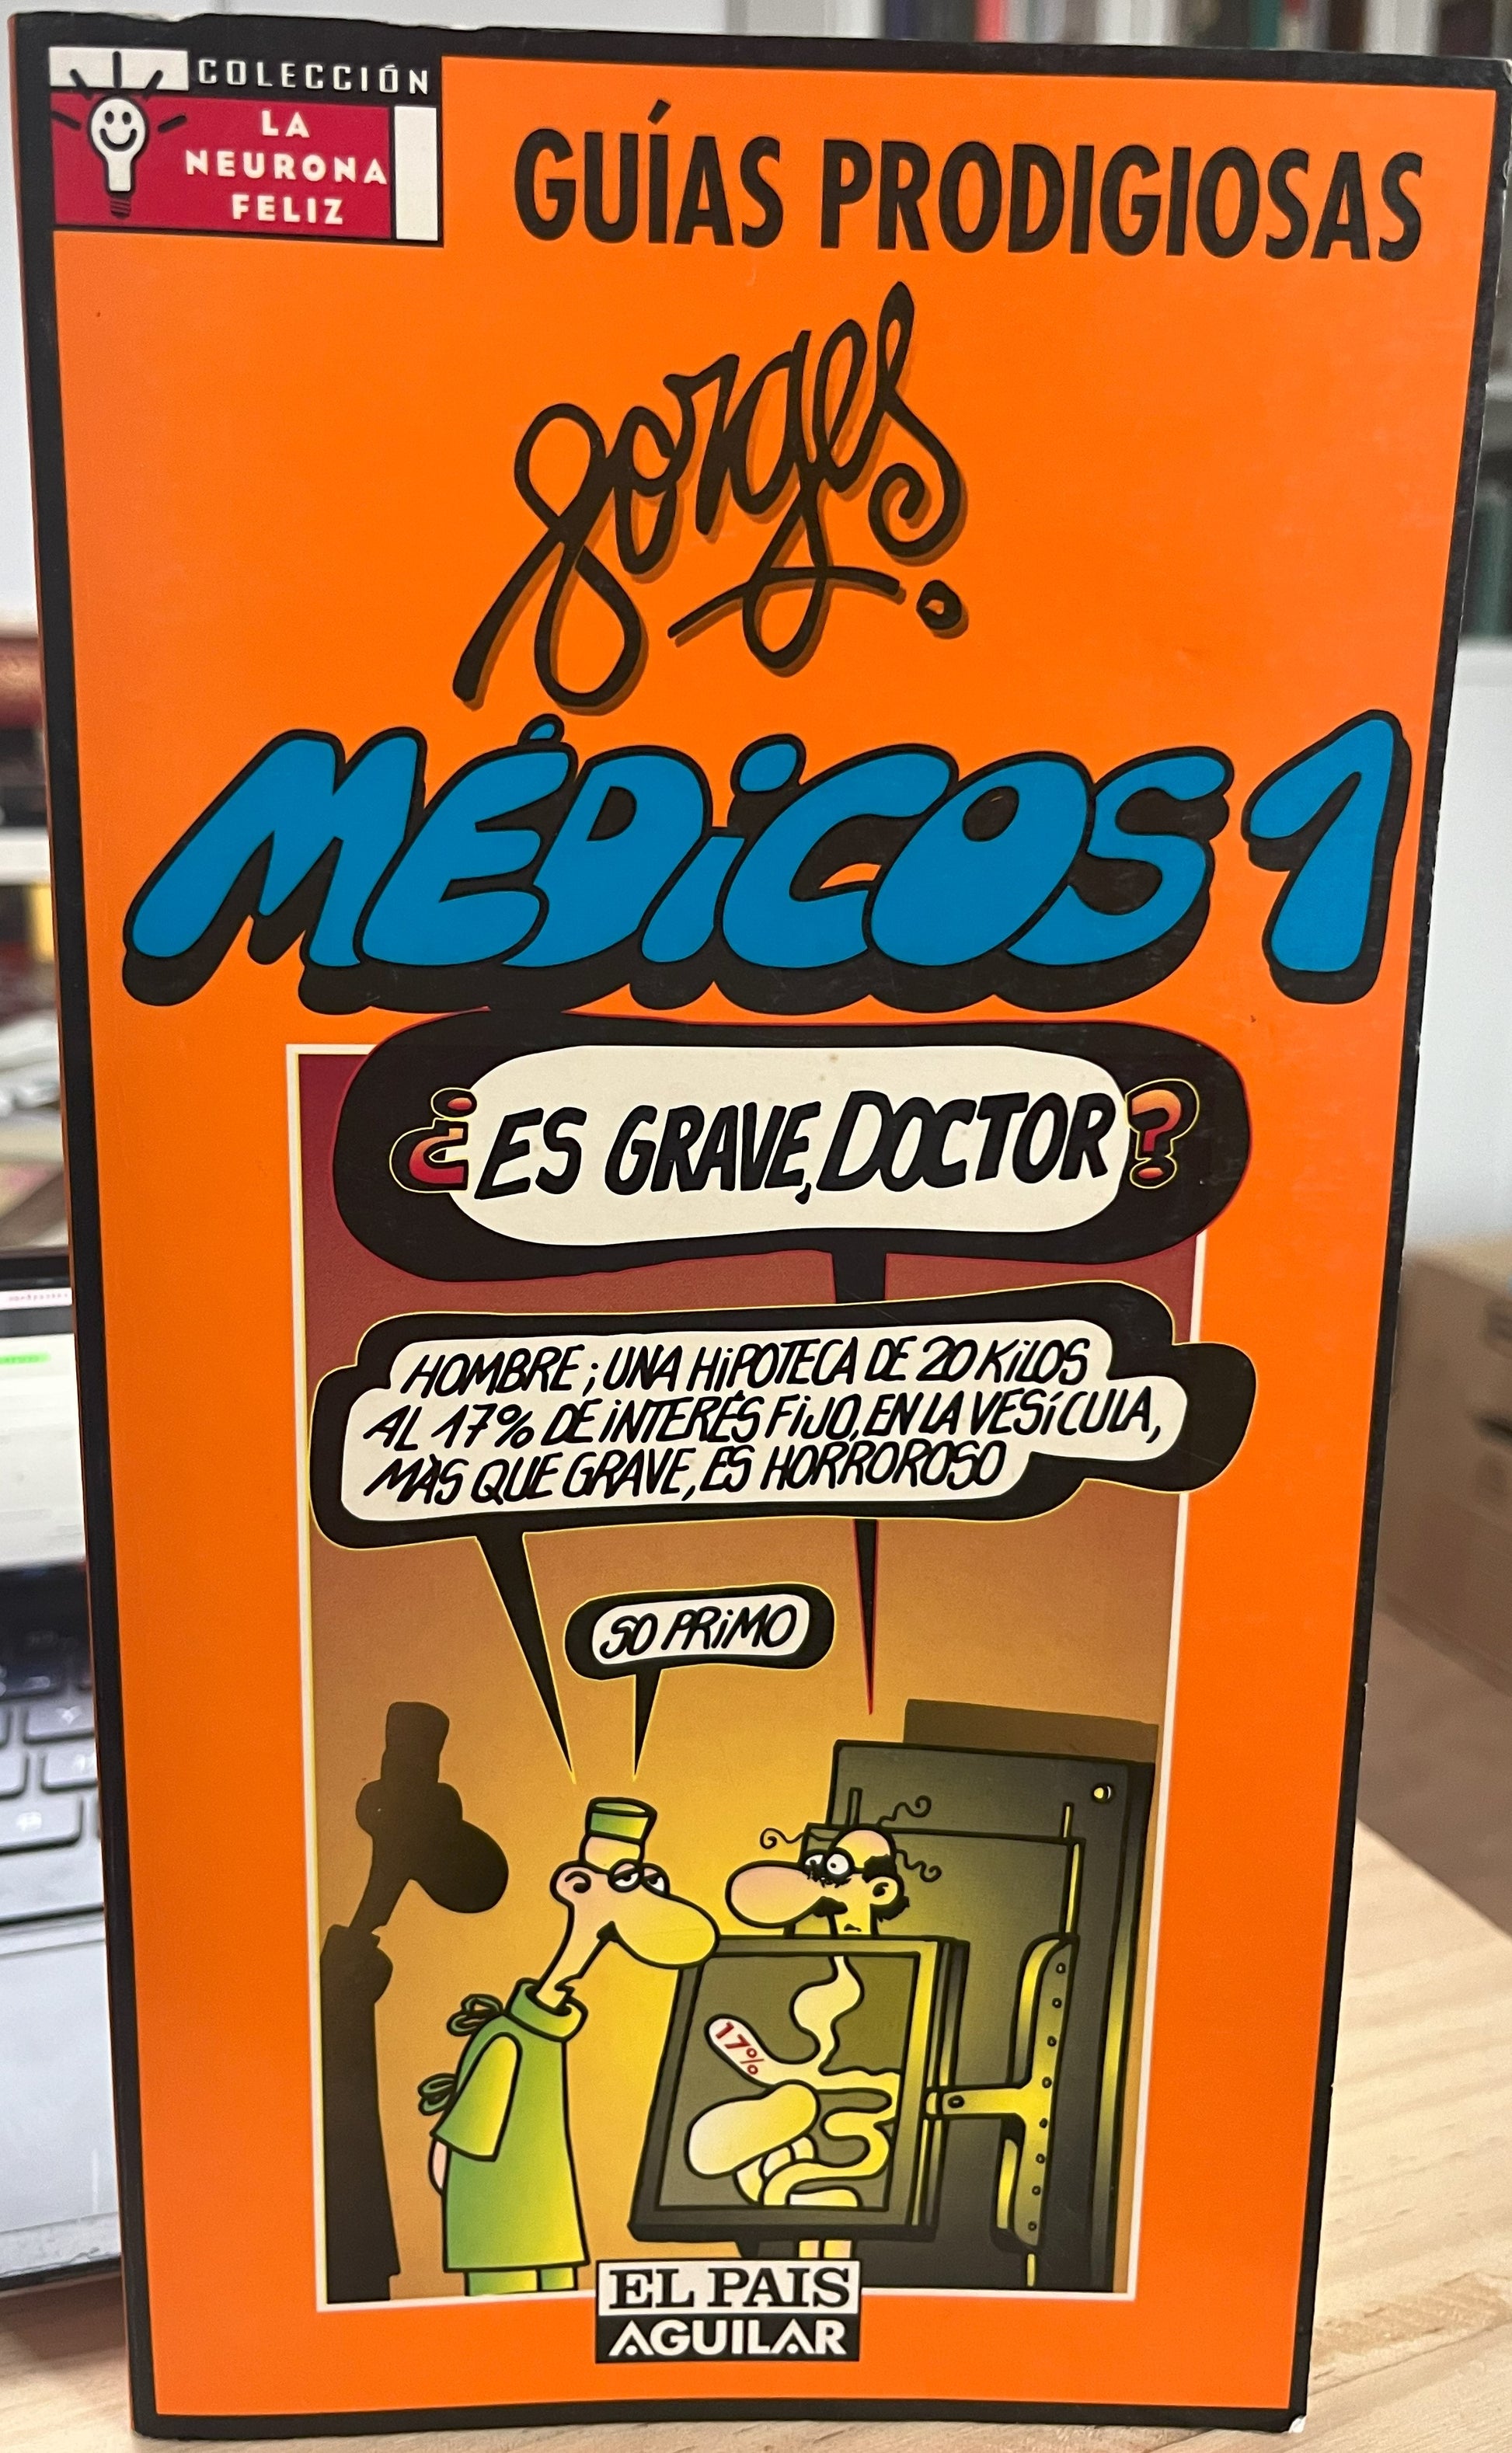 COLECCIÓN
LA
NEURONA
FELIZ
GUÍAS PRODIGIOSAS
forges
MÉDiCOS 1
¿ES GRAVE, DOCTOR?
HOMBRE; UNA HiPOTECA DE 20 KiLOS
AL 17% DE iNTERÉS FiJO, EN LA VESíCULA,
MÁS QUE GRAVE, ES HORROROSO
SO PRiMO
17%
EL PAIS
AGUILAR